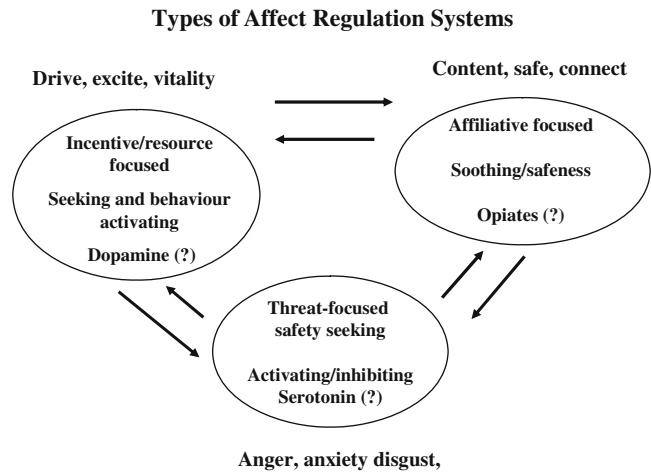 Types of Affect Regulation Systems
Drive, excite, vitality
Content, safe, connect
Incentive/resource
focused
Seeking and behaviour
activating
Dopamine (?)
Affiliative focused
Soothing/safeness
Opiates (?)
Threat-focused
safety seeking
Activating/inhibiting
Serotonin (?)
Anger, anxiety disgust,